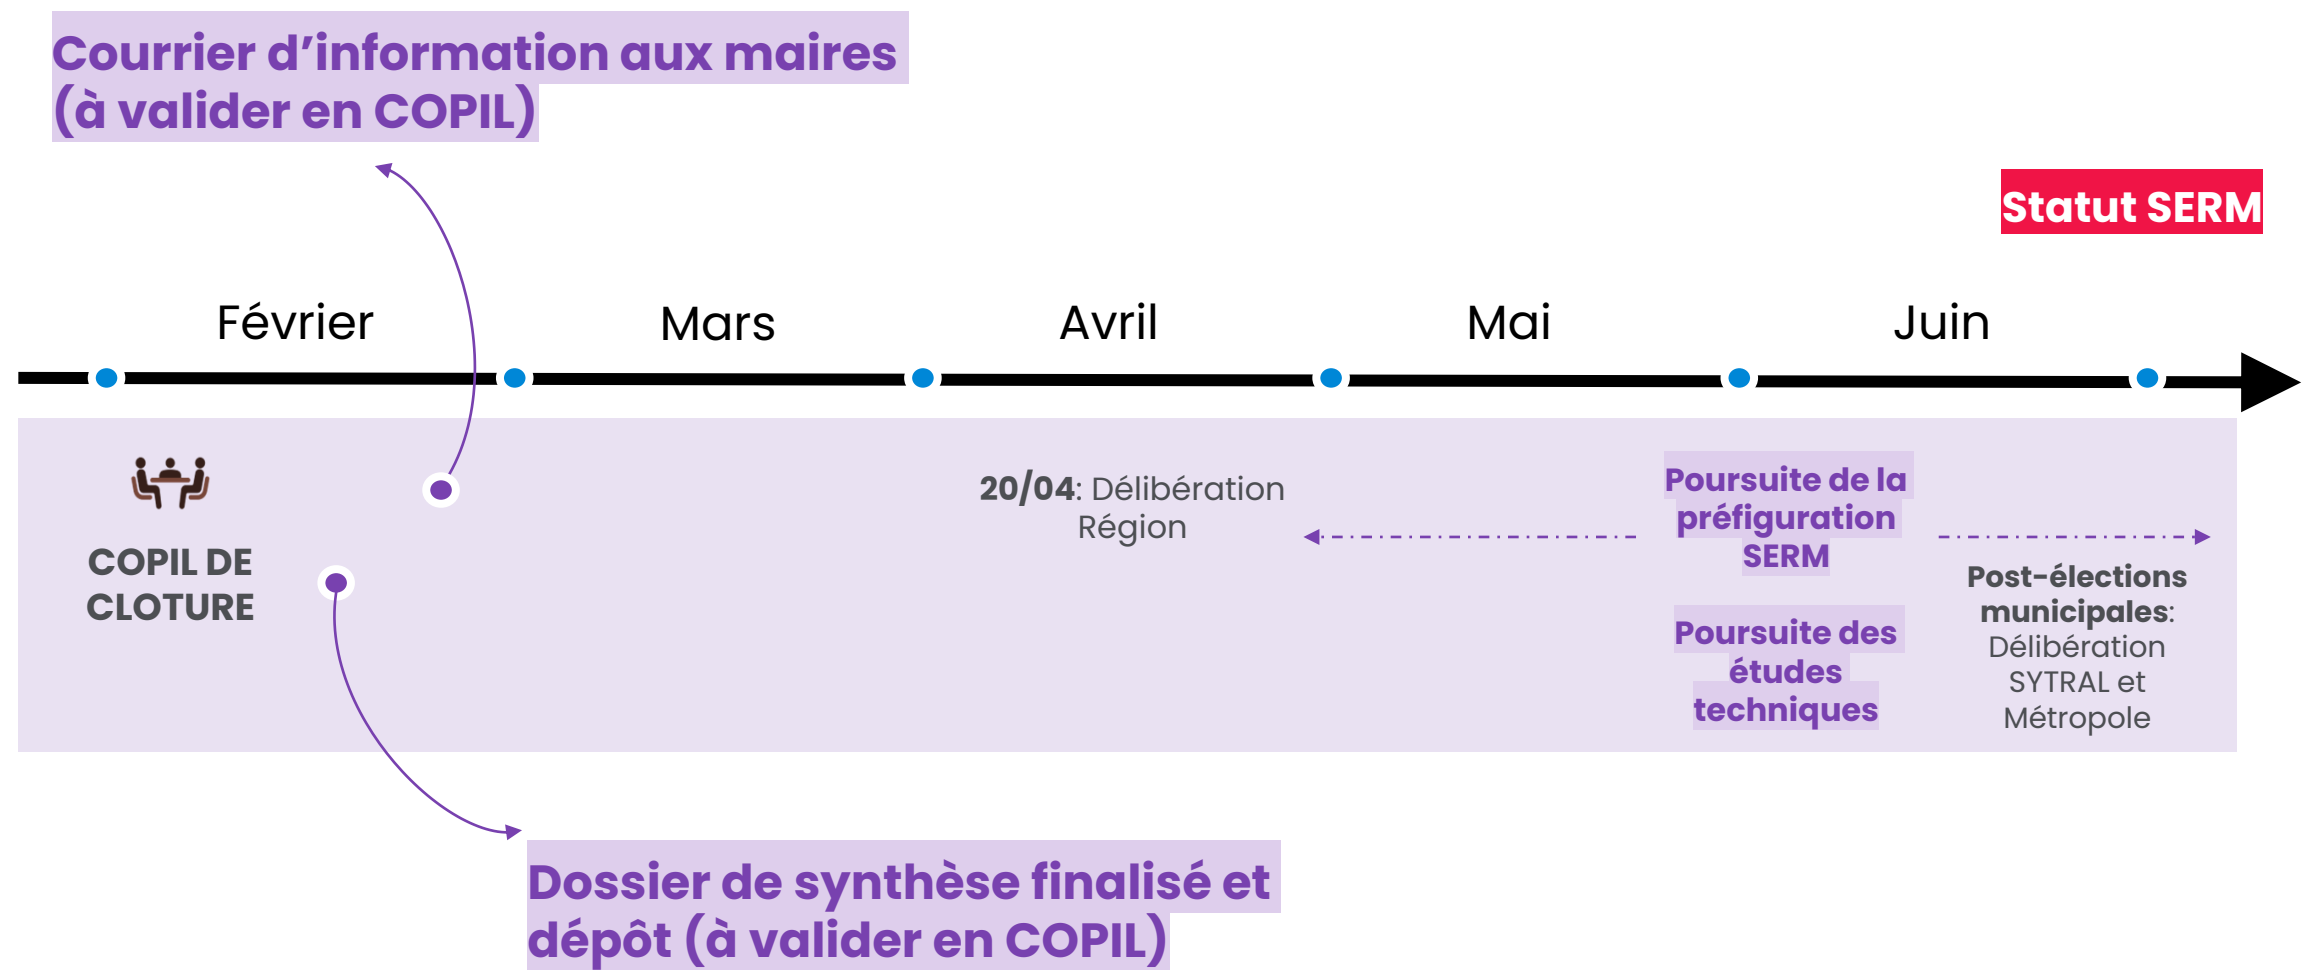 Courrier d’information aux maires
(à valider en COPIL)
Statut SERM
Février
Mars
Avril
Mai
Juin
COPIL DE
CLOTURE
20/04: Délibération
Région
Poursuite de la
préfiguration
SERM
Poursuite des
études
techniques
Post-élections
municipales:
Délibération
SYTRAL et
Métropole
Dossier de synthèse finalisé et
dépôt (à valider en COPIL)